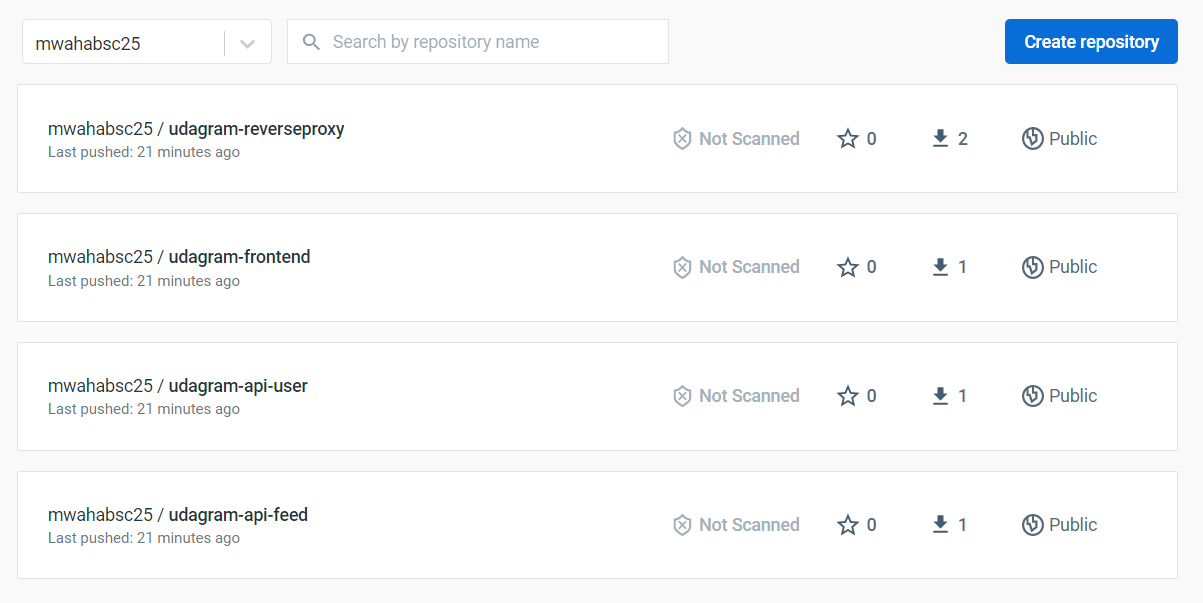 mwahabsc25
Search by repository name
Create repository
mwahabsc25 / udagram-reverseproxy
Last pushed: 21 minutes ago
Not Scanned
0
2
Public
mwahabsc25 / udagram-frontend
Last pushed: 21 minutes ago
Not Scanned
0
1
Public
mwahabsc25 / udagram-api-user
Last pushed: 21 minutes ago
Not Scanned
0
1
Public
mwahabsc25 / udagram-api-feed
Last pushed: 21 minutes ago
Not Scanned
0
1
Public